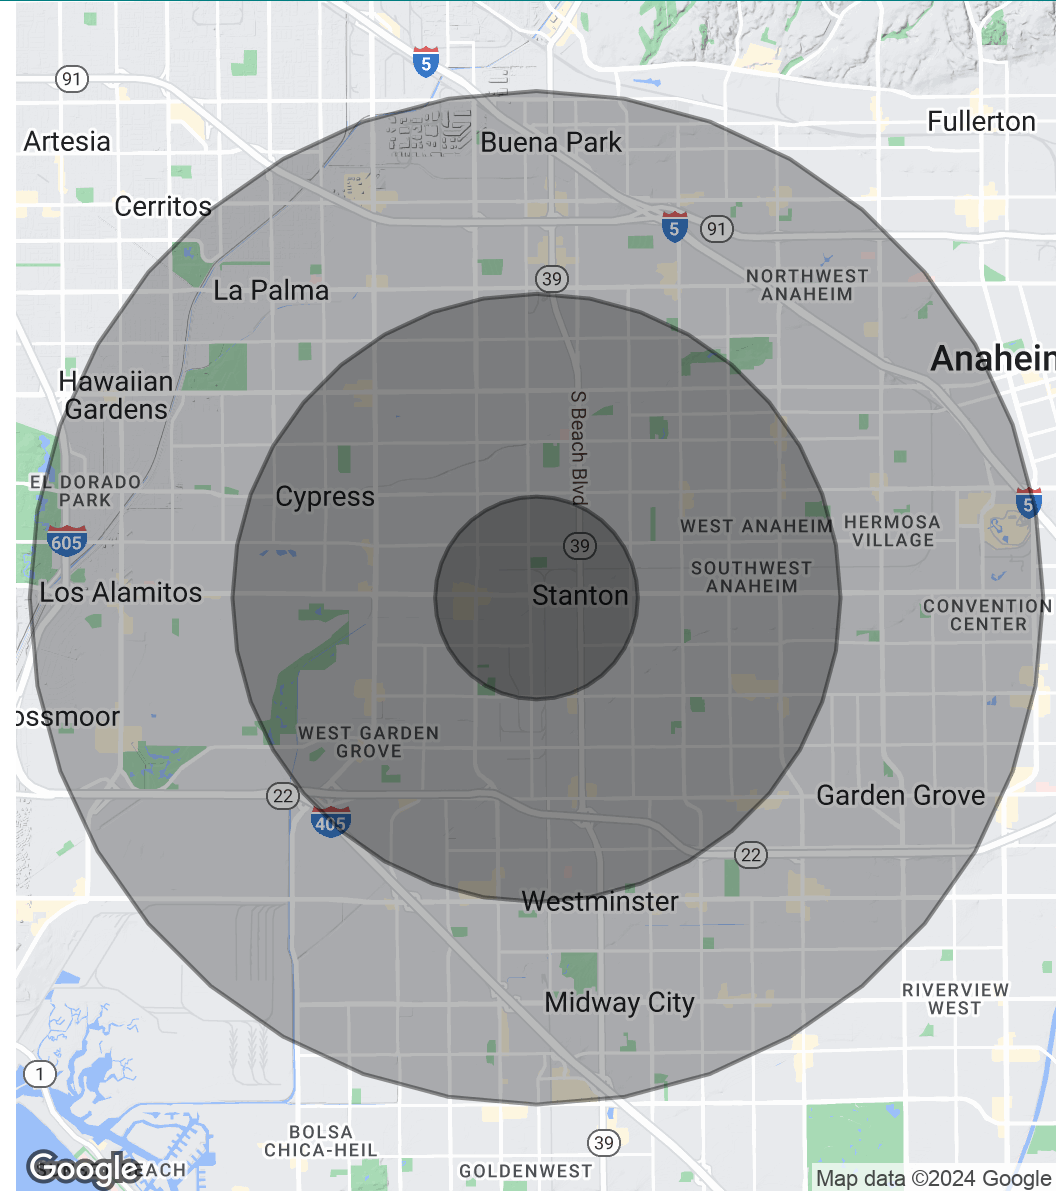 5
91
Artesia
Buena Park
Fullerton
Cerritos
5
91
39
La Palma
NORTHWEST
ANAHEIM
Anaheim
Hawaiian
Gardens
S Beach Blvd
EL DORADO
PARK
Cypress
5
605
39
WEST ANAHEIM
HERMOSA
VILLAGE
SOUTHWEST
ANAHEIM
Los Alamitos
Stanton
CONVENTION
CENTER
ossmoor
WEST GARDEN
GROVE
22
405
Garden Grove
22
Westminster
Midway City
RIVERVIEW
WEST
1
BOLSA
CHICA-HEIL
39
GOLDENWEST
Google
BEACH
Map data ©2024 Google